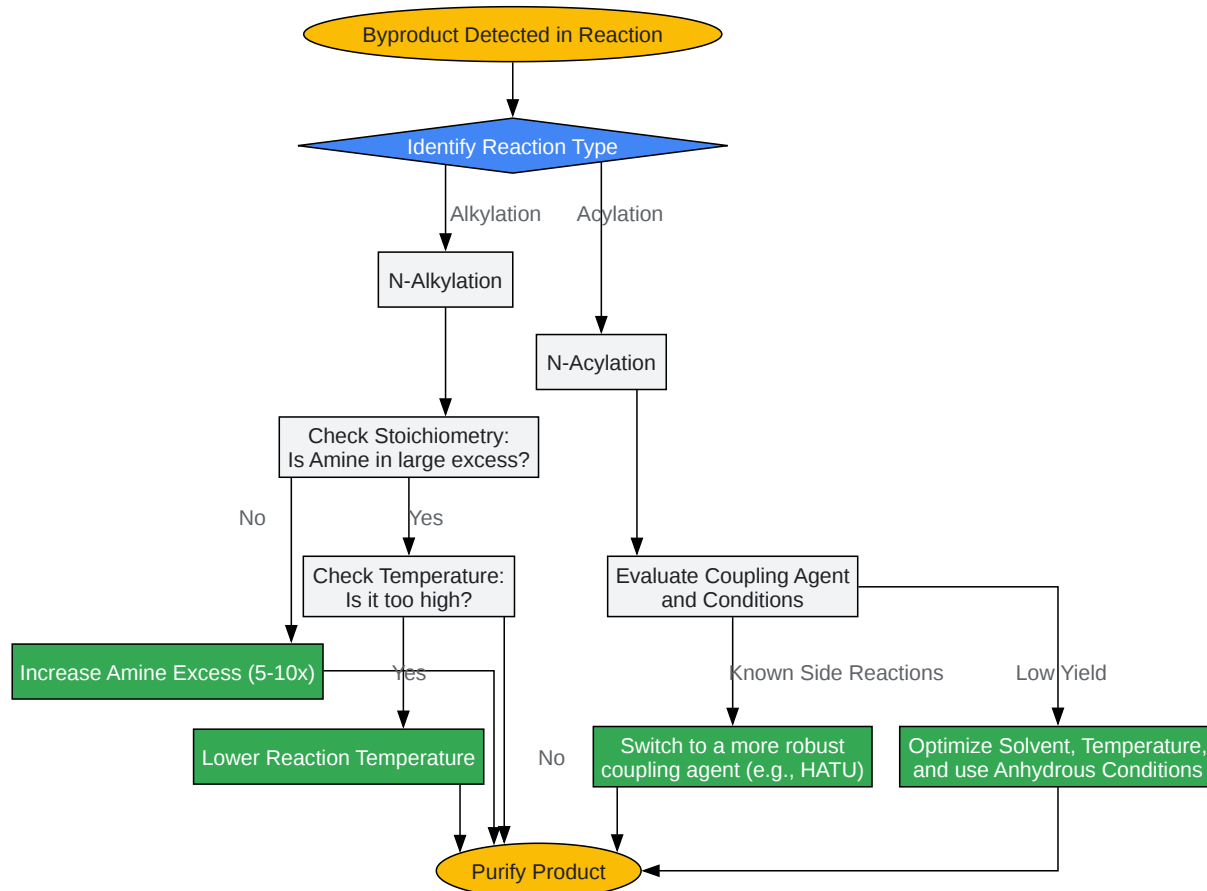 Byproduct Detected in Reaction
Identify Reaction Type
Alkylation
Acylation
N-Alkylation
N-Acylation
Check Stoichiometry:
Is Amine in large excess?
No
Yes
Check Temperature:
Is it too high?
Evaluate Coupling Agent
and Conditions
Increase Amine Excess (5-10x)
Yes
Known Side Reactions
Low Yield
Lower Reaction Temperature
No
Switch to a more robust
coupling agent (e.g., HATU)
Optimize Solvent, Temperature,
and use Anhydrous Conditions
Purify Product